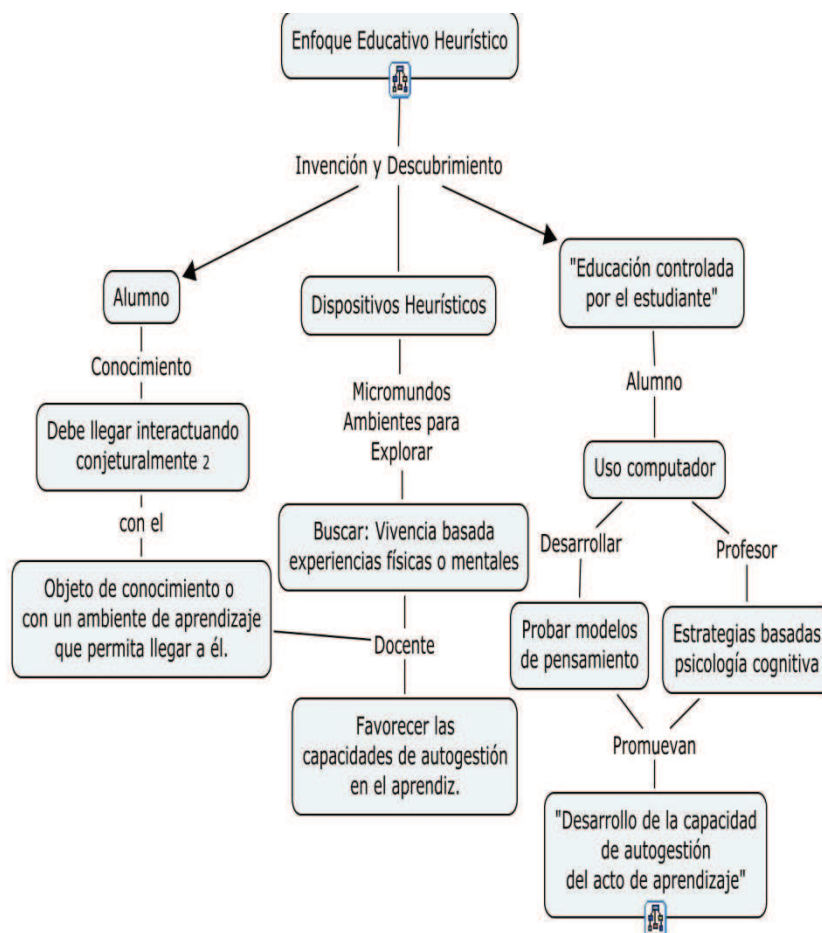 Enfoque Educativo Heurístico
Invención y Descubrimiento
Alumno
Conocimiento
Debe llegar interactuando
conjeturalmente 2
con el
Objeto de conocimiento o
con un ambiente de aprendizaje
que permita llegar a él.
Dispositivos Heurísticos
Micromundos
Ambientes para
Explorar
Buscar: Vivencia basada
experiencias físicas o mentales
Docente
Favorecer las
capacidades de autogestión
en el aprendiz.
"Educación controlada
por el estudiante"
Alumno
Uso computador
Desarrollar
Probar modelos
de pensamiento
Profesor
Estrategias basadas
psicología cognitiva
Promuevan
"Desarrollo de la capacidad
de autogestión
del acto de aprendizaje"